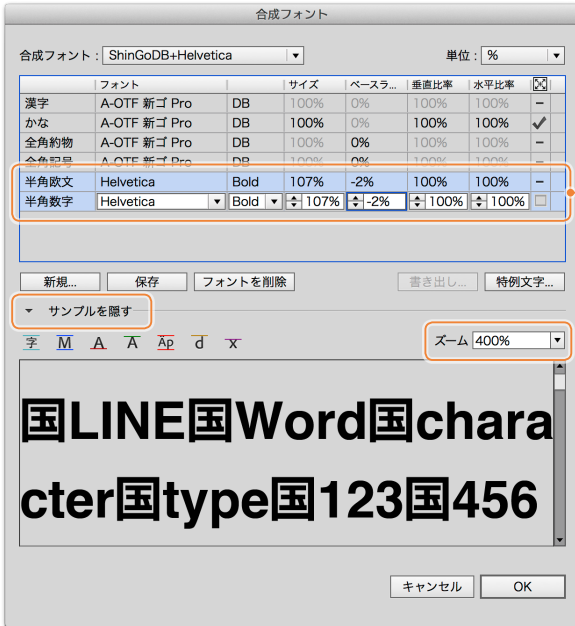 合成フォント
合成フォント : ShinGoDB+Helvetica 単位 : %
フォント サイズ ベースラ... 垂直比率 水平比率
漢字 A-OTF 新ゴ Pro DB 100% 0% 100% 100% –
かな A-OTF 新ゴ Pro DB 100% 0% 100% 100%
全角約物 A-OTF 新ゴ Pro DB 100% 0% 100% 100% –
全角記号 A-OTF 新ゴ Pro DB 100% 0% 100% 100% –
半角欧文 Helvetica Bold 107% -2% 100% 100% –
半角数字 Helvetica Bold 107% -2% 100% 100%
新規... 保存 フォントを削除 書き出し... 特例文字...
サンプルを隠す
字 M A A Ap d x ズーム 400%
国LINE国Word国chara
cter国type国123国456
キャンセル OK